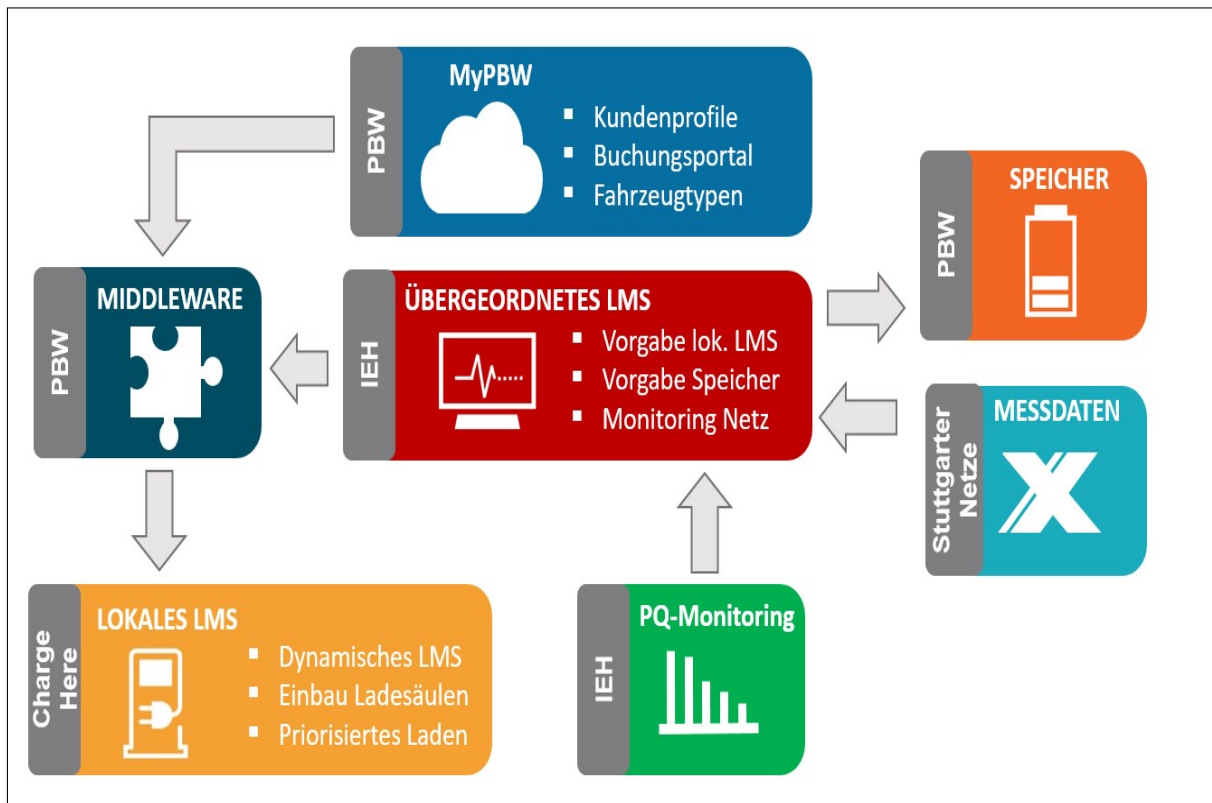 PBW
MyPBW
▪ Kundenprofile
▪ Buchungsportal
▪ Fahrzeugtypen
PBW
SPEICHER
PBW
MIDDLEWARE
IEH
ÜBERGEORDNETES LMS
▪ Vorgabe lok. LMS
▪ Vorgabe Speicher
▪ Monitoring Netz
Stuttgarter
Netze
MESSDATEN
Charge
Here
LOKALES LMS
▪ Dynamisches LMS
▪ Einbau Ladesäulen
▪ Priorisiertes Laden
IEH
PQ-Monitoring